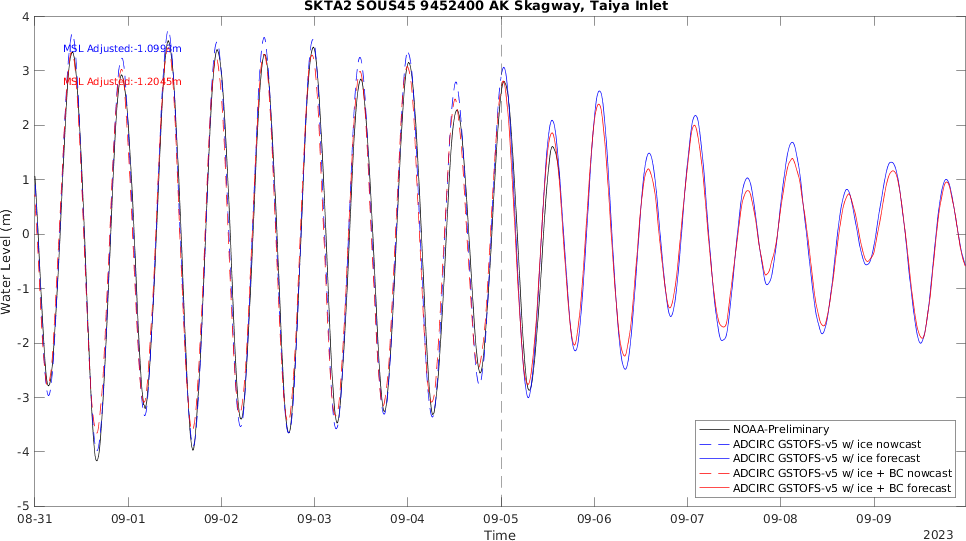 SKTA2 SOUS45 9452400 AK Skagway, Taiya Inlet
4
MSL Adjusted:-1.0993m
3
MSL Adjusted:-1.2045m
2
1
0
-1
-2
-3
-4
-5
Water Level (m)
NOAA-Preliminary
ADCIRC GSTOFS-v5 w/ ice nowcast
ADCIRC GSTOFS-v5 w/ ice forecast
ADCIRC GSTOFS-v5 w/ ice + BC nowcast
ADCIRC GSTOFS-v5 w/ ice + BC forecast
08-31 09-01 09-02 09-03 09-04 09-05 09-06 09-07 09-08 09-09
Time
2023